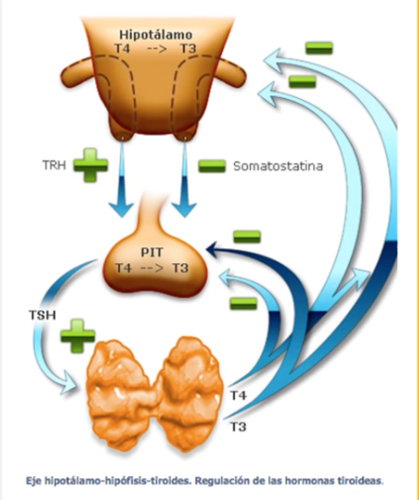 Hipotálamo
T4 --> T3
TRH
Somatostatina
PIT
T4 --> T3
TSH
T4
T3
Eje hipotálamo-hipófisis-tiroides. Regulación de las hormonas tiroideas.